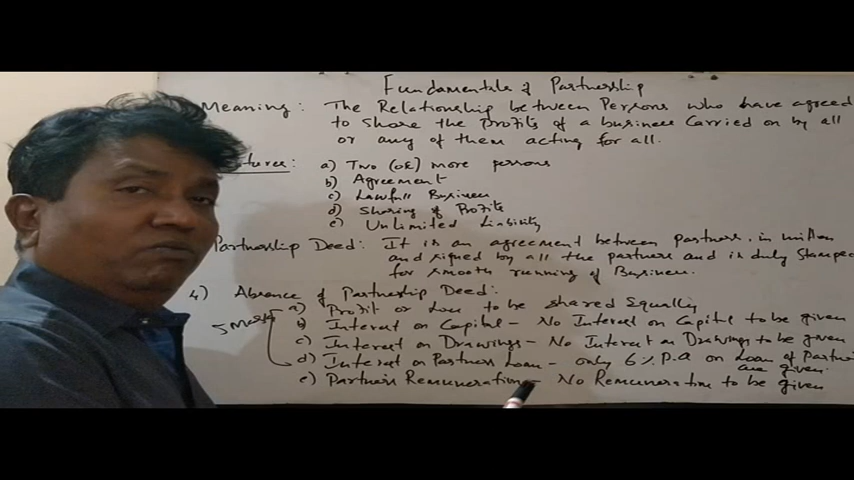 Fundamentals of Partnership
Meaning: The Relationship between Persons who have agreed
to share the Profits of a business Carried on by all
or any of them acting for all.
tures: a) Two (or) more persons
b) Agreement
c) Lawfull Business
d) Sharing of Profits
e) Unlimited Liability
Partnership Deed: It is an agreement between partners, in written
and signed by all the partners and is duly Stamped
for smooth running of Business.
4) Absence of Partnership Deed:
a) Profit or Loss to be shared Equally
5 Marks b) Interest on Capital - No Interest on Capital to be given
c) Interest on Drawings - No Interest on Drawings to be given
d) Interest on Partners Loan - only 6 % P.A on Loan of Partn
are given.
e) Partners Remuneration - No Remuneration to be given